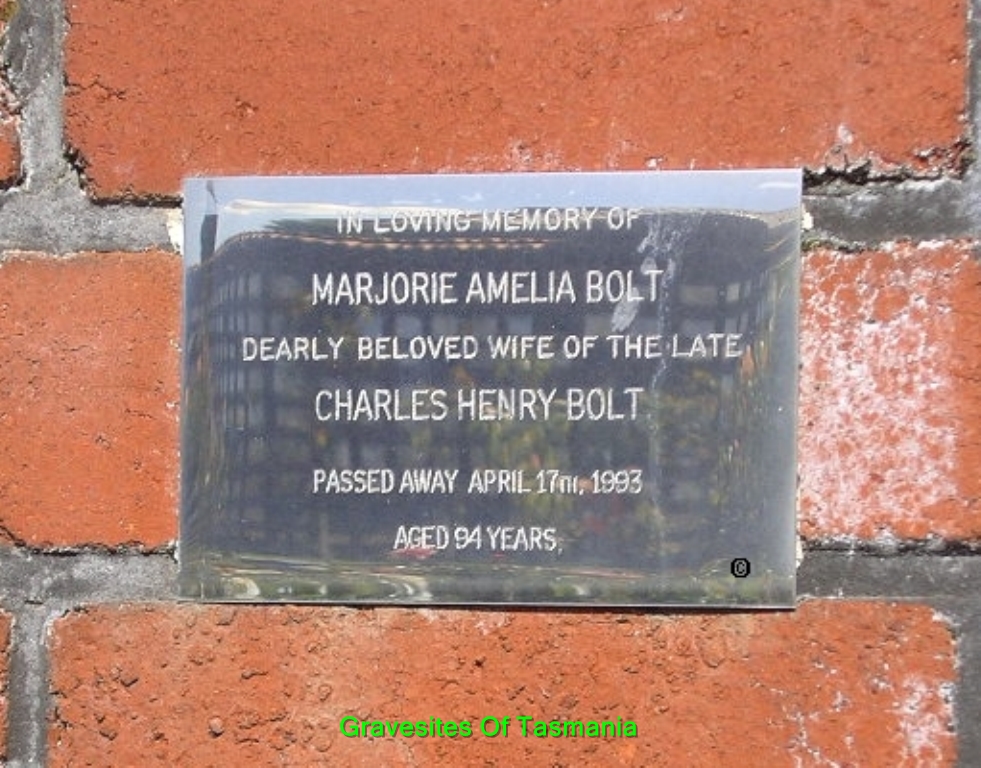 IN LOVING MEMORY OF
MARJORIE AMELIA BOLT
DEARLY BELOVED WIFE OF THE LATE
CHARLES HENRY BOLT.
PASSED AWAY APRIL 17TH, 1993
AGED 94 YEARS.
©
Gravesites Of Tasmania